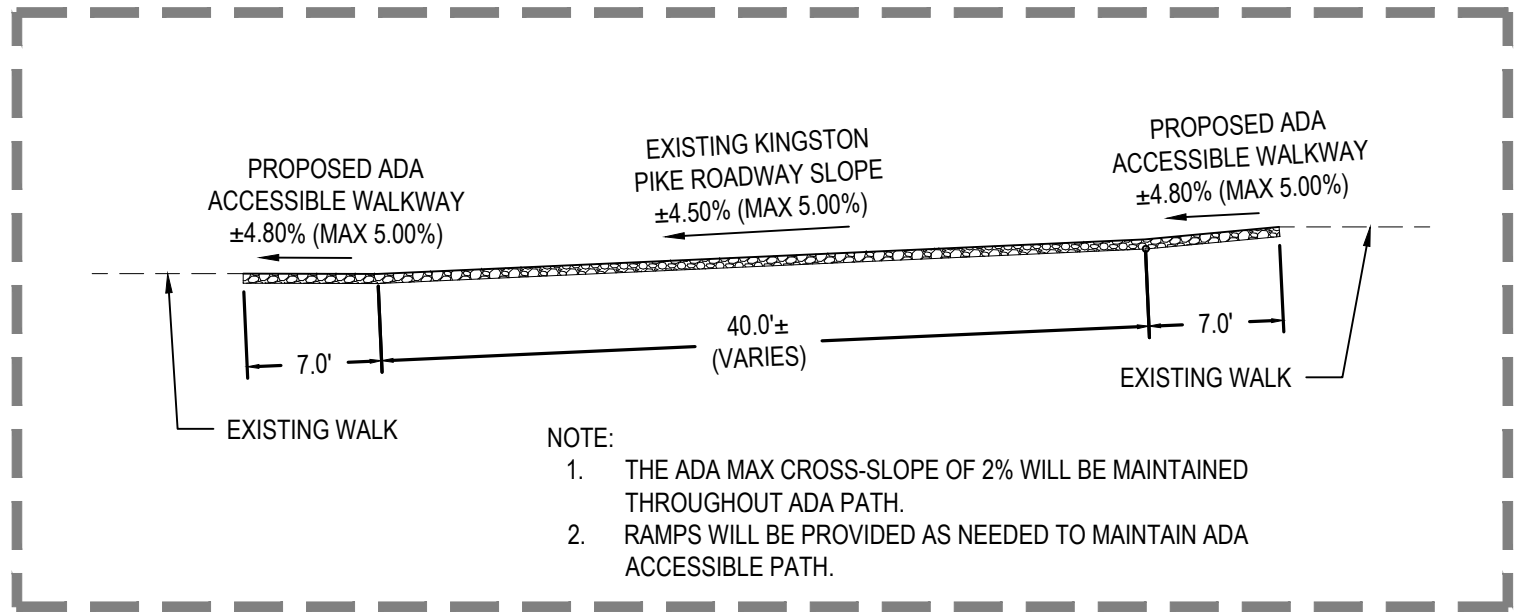 PROPOSED ADA
ACCESSIBLE WALKWAY
±4.80% (MAX 5.00%)
EXISTING KINGSTON
PIKE ROADWAY SLOPE
±4.50% (MAX 5.00%)
PROPOSED ADA
ACCESSIBLE WALKWAY
±4.80% (MAX 5.00%)
7.0'
40.0'±
(VARIES)
7.0'
EXISTING WALK
EXISTING WALK
NOTE:
1. THE ADA MAX CROSS-SLOPE OF 2% WILL BE MAINTAINED
THROUGHOUT ADA PATH.
2. RAMPS WILL BE PROVIDED AS NEEDED TO MAINTAIN ADA
ACCESSIBLE PATH.